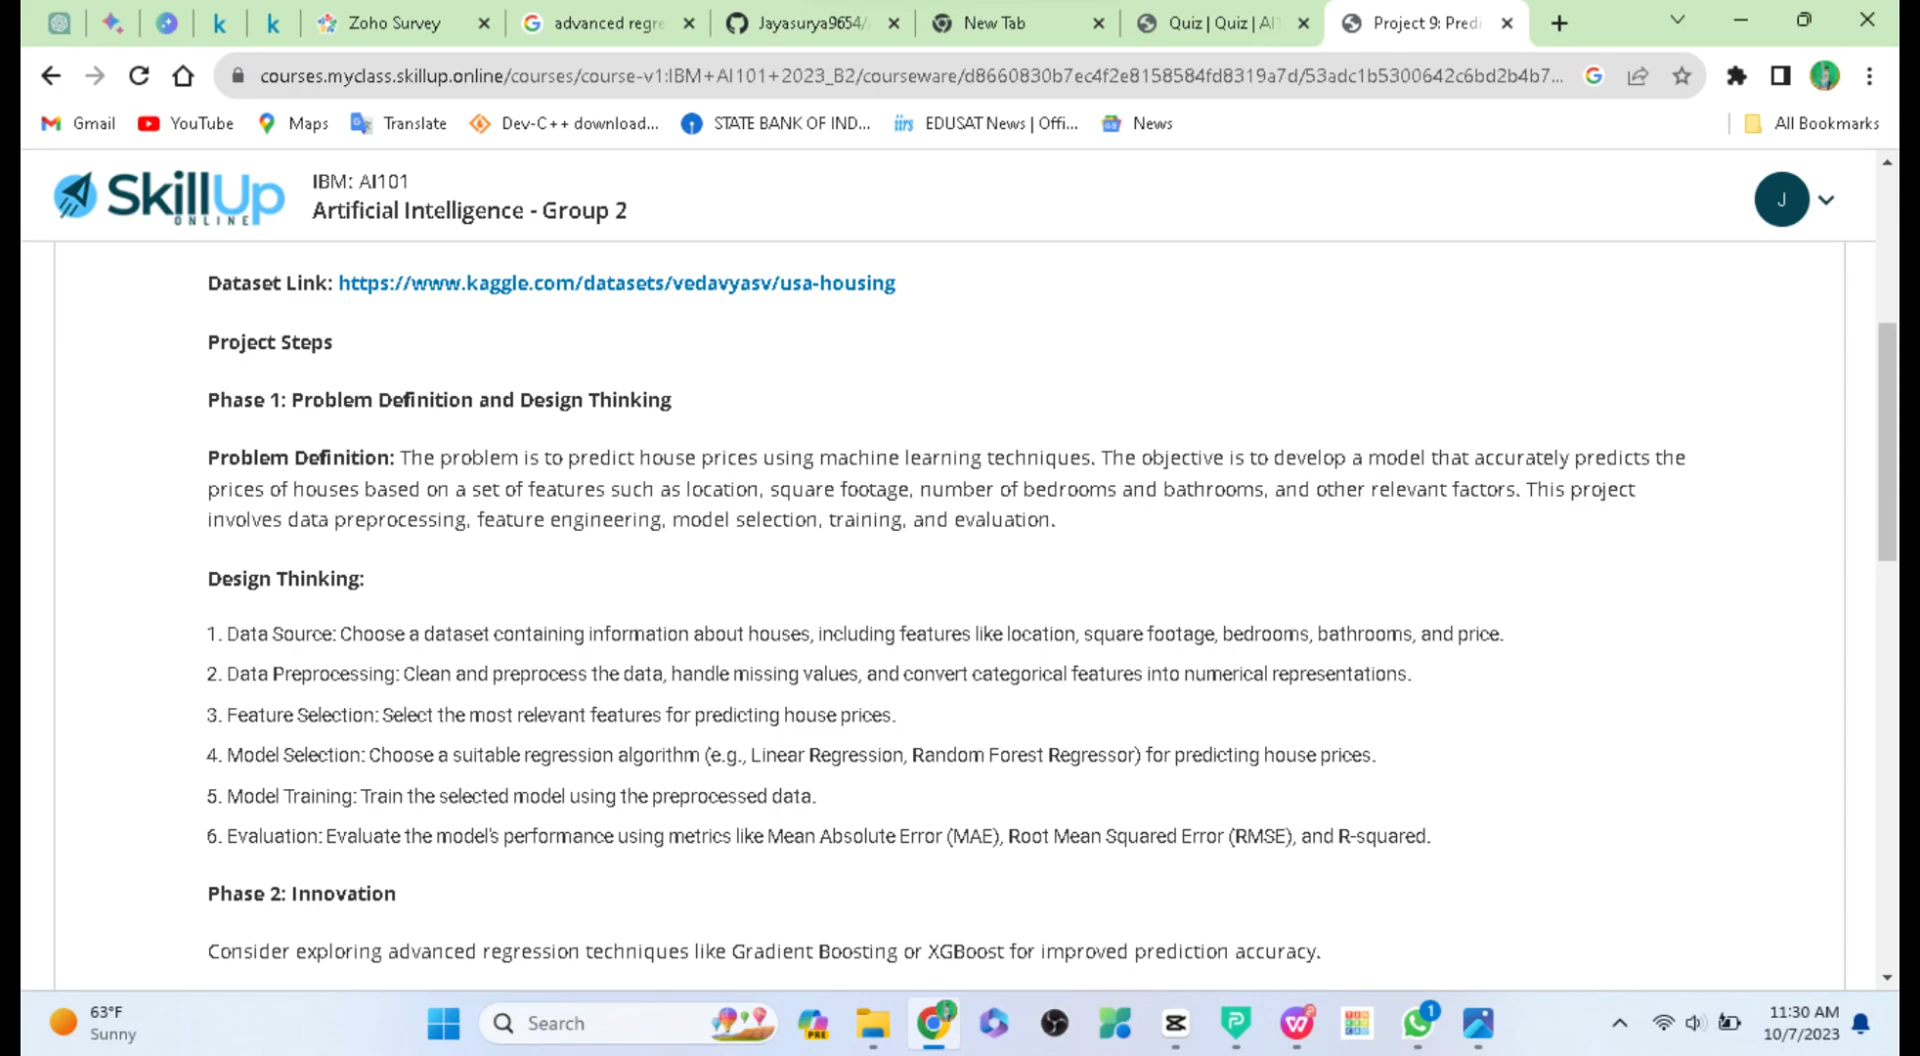 Zoho Survey
advanced regre
Jayasurya9654/
New Tab
Quiz | Quiz | AI
Project 9: Predi
courses.myclass.skillup.online/courses/course-v1:IBM+AI101+2023_B2/courseware/d8660830b7ec4f2e8158584fd8319a7d/53adc1b5300642c6bd2b4b7...
Gmail
YouTube
Maps
Translate
Dev-C++ download...
STATE BANK OF IND...
iirs EDUSAT News | Offi...
News
All Bookmarks
SkillUp
ONLINE
IBM: AI101
Artificial Intelligence - Group 2
J
Dataset Link: https://www.kaggle.com/datasets/vedavyasv/usa-housing
Project Steps
Phase 1: Problem Definition and Design Thinking
Problem Definition: The problem is to predict house prices using machine learning techniques. The objective is to develop a model that accurately predicts the
prices of houses based on a set of features such as location, square footage, number of bedrooms and bathrooms, and other relevant factors. This project
involves data preprocessing, feature engineering, model selection, training, and evaluation.
Design Thinking:
1. Data Source: Choose a dataset containing information about houses, including features like location, square footage, bedrooms, bathrooms, and price.
2. Data Preprocessing: Clean and preprocess the data, handle missing values, and convert categorical features into numerical representations.
3. Feature Selection: Select the most relevant features for predicting house prices.
4. Model Selection: Choose a suitable regression algorithm (e.g., Linear Regression, Random Forest Regressor) for predicting house prices.
5. Model Training: Train the selected model using the preprocessed data.
6. Evaluation: Evaluate the model's performance using metrics like Mean Absolute Error (MAE), Root Mean Squared Error (RMSE), and R-squared.
Phase 2: Innovation
Consider exploring advanced regression techniques like Gradient Boosting or XGBoost for improved prediction accuracy.
63°F
Sunny
Search
PRE
1
11:30 AM
10/7/2023